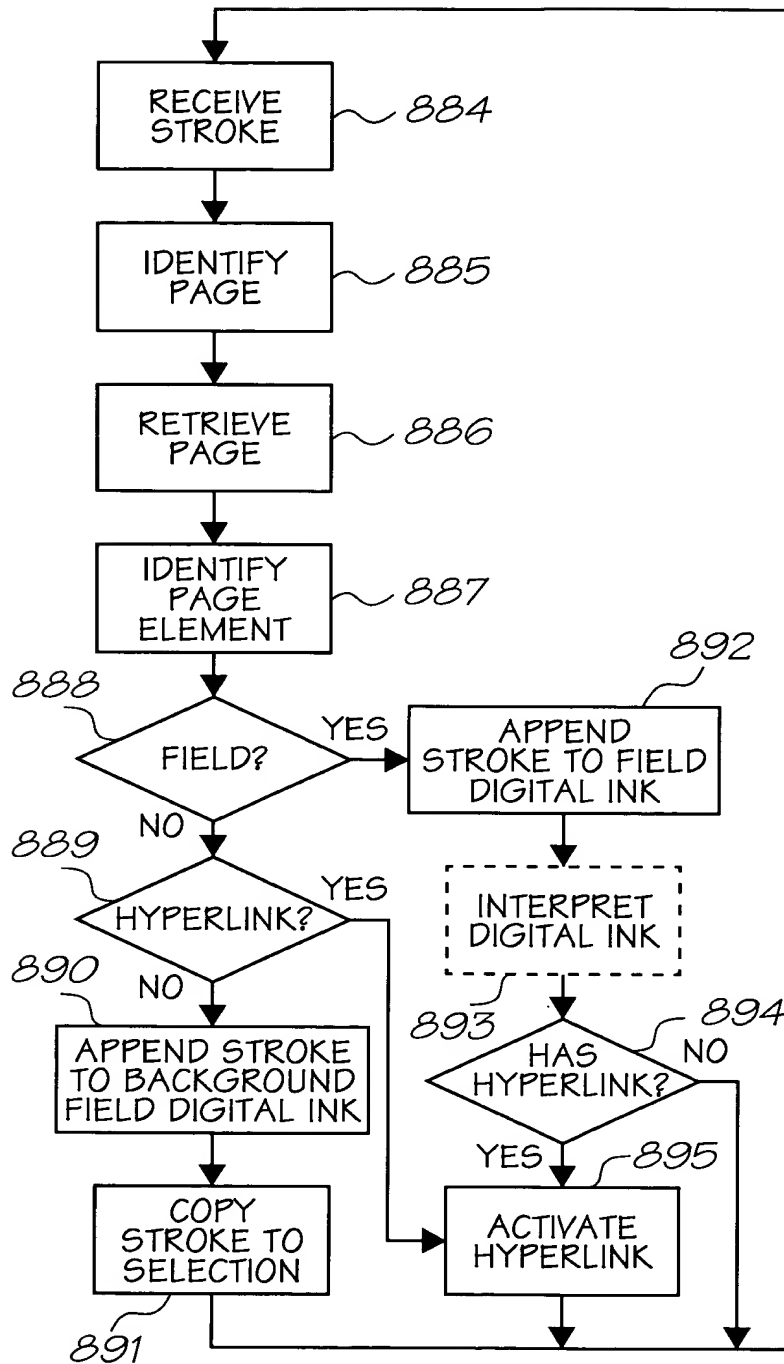 RECEIVE
STROKE
884
IDENTIFY
PAGE
885
RETRIEVE
PAGE
886
IDENTIFY
PAGE
ELEMENT
887
888
FIELD?
YES
NO
892
APPEND
STROKE TO FIELD
DIGITAL INK
889
HYPERLINK?
YES
NO
INTERPRET
DIGITAL INK
893
890
APPEND STROKE
TO BACKGROUND
FIELD DIGITAL INK
894
HAS
HYPERLINK?
NO
YES
COPY
STROKE TO
SELECTION
891
895
ACTIVATE
HYPERLINK